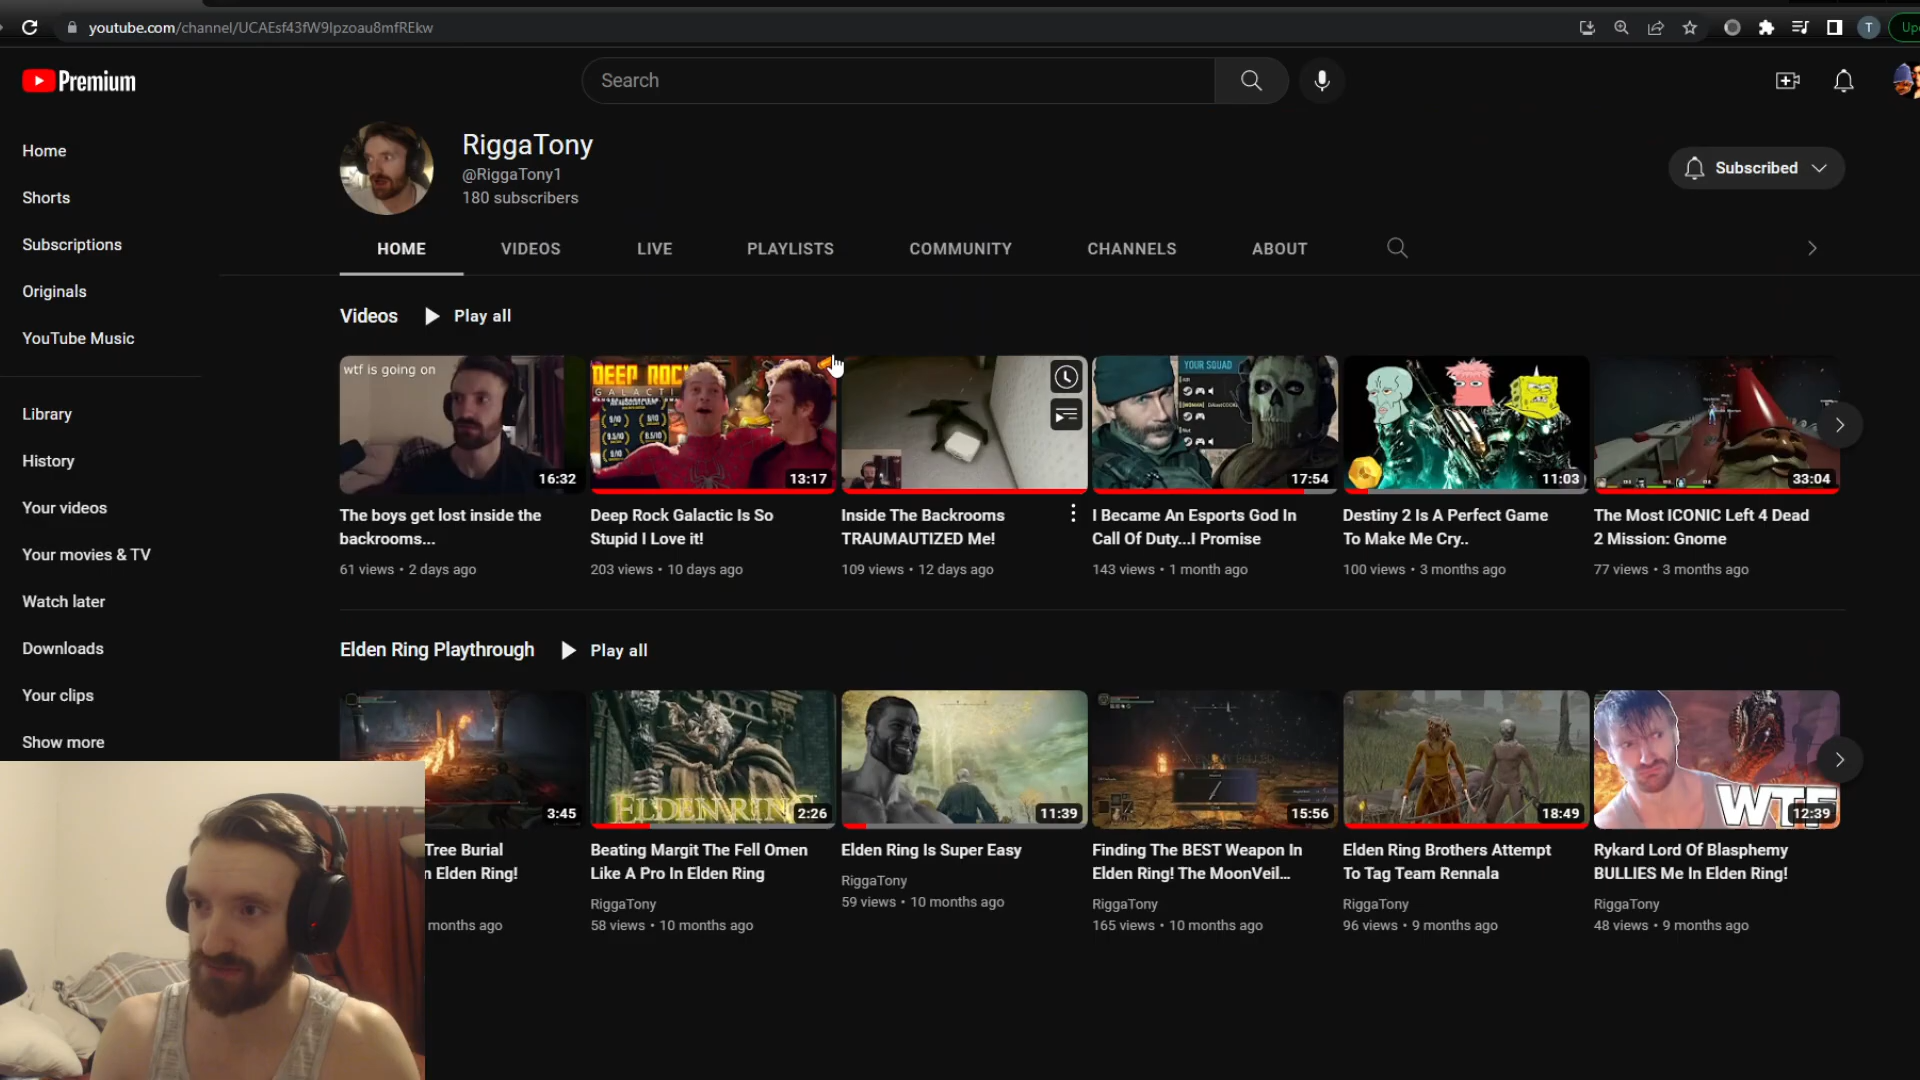 youtube.com/channel/UCAEsf43fW9lpzoau8mfREkw
T
Premium
Search
Home
Shorts
Subscriptions
Originals
YouTube Music
Library
History
Your videos
Your movies & TV
Watch later
Downloads
Your clips
Show more
RiggaTony
@RiggaTony1
180 subscribers
Subscribed
HOME
VIDEOS
LIVE
PLAYLISTS
COMMUNITY
CHANNELS
ABOUT
Videos
Play all
wtf is going on
16:32
The boys get lost inside the
backrooms...
61 views • 2 days ago
DEEP ROCK
GALACTI
13:17
Deep Rock Galactic Is So
Stupid I Love it!
203 views • 10 days ago
Inside The Backrooms
TRAUMAUTIZED Me!
109 views • 12 days ago
YOUR SQUAD
17:54
I Became An Esports God In
Call Of Duty...I Promise
143 views • 1 month ago
11:03
Destiny 2 Is A Perfect Game
To Make Me Cry..
100 views • 3 months ago
33:04
The Most ICONIC Left 4 Dead
2 Mission: Gnome
77 views • 3 months ago
Elden Ring Playthrough
Play all
3:45
Tree Burial
n Elden Ring!
months ago
ELDEN RING
2:26
Beating Margit The Fell Omen
Like A Pro In Elden Ring
RiggaTony
58 views • 10 months ago
11:39
Elden Ring Is Super Easy
RiggaTony
59 views • 10 months ago
15:56
Finding The BEST Weapon In
Elden Ring! The MoonVeil...
RiggaTony
165 views • 10 months ago
18:49
Elden Ring Brothers Attempt
To Tag Team Rennala
RiggaTony
96 views • 9 months ago
WTF
12:39
Rykard Lord Of Blasphemy
BULLIES Me In Elden Ring!
RiggaTony
48 views • 9 months ago